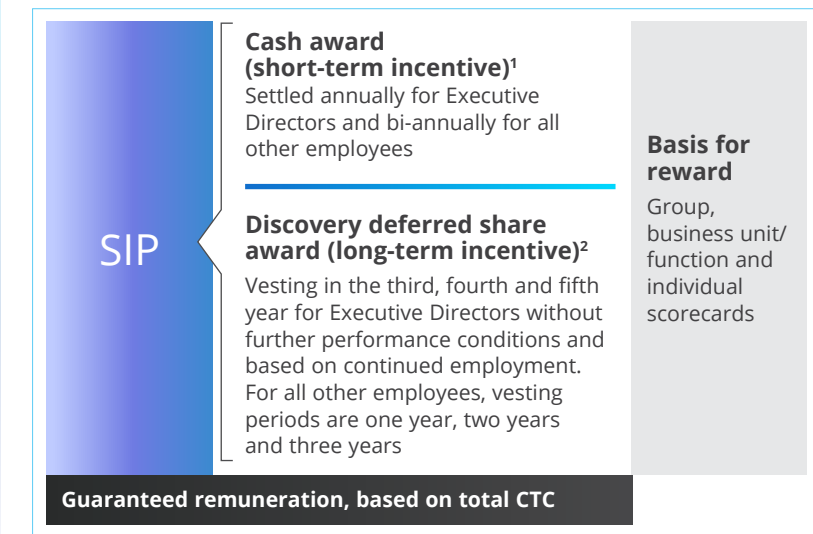 SIP
Cash award
(short-term incentive)¹
Settled annually for Executive
Directors and bi-annually for all
other employees
Discovery deferred share
award (long-term incentive)²
Vesting in the third, fourth and fifth
year for Executive Directors without
further performance conditions and
based on continued employment.
For all other employees, vesting
periods are one year, two years
and three years
Basis for
reward
Group,
business unit/
function and
individual
scorecards
Guaranteed remuneration, based on total CTC